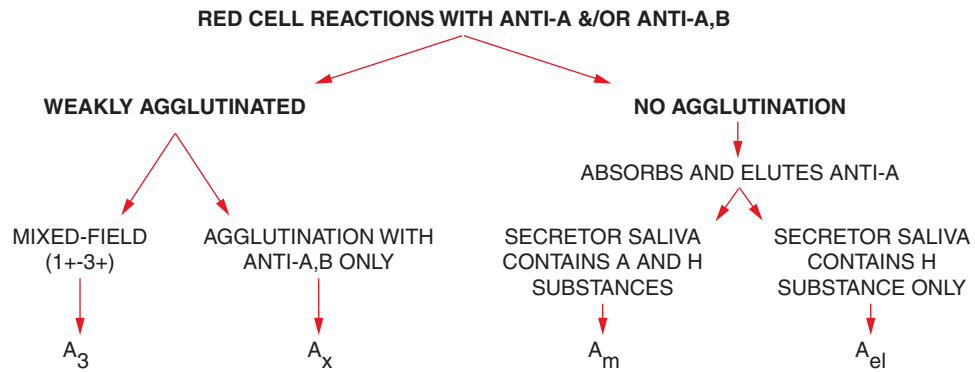 RED CELL REACTIONS WITH ANTI-A &/OR ANTI-A,B
WEAKLY AGGLUTINATED
NO AGGLUTINATION
ABSORBS AND ELUTES ANTI-A
MIXED-FIELD
(1+-3+)
AGGLUTINATION WITH
ANTI-A,B ONLY
SECRETOR SALIVA
CONTAINS A AND H
SUBSTANCES
SECRETOR SALIVA
CONTAINS H
SUBSTANCE ONLY
A3
Ax
Am
Ael